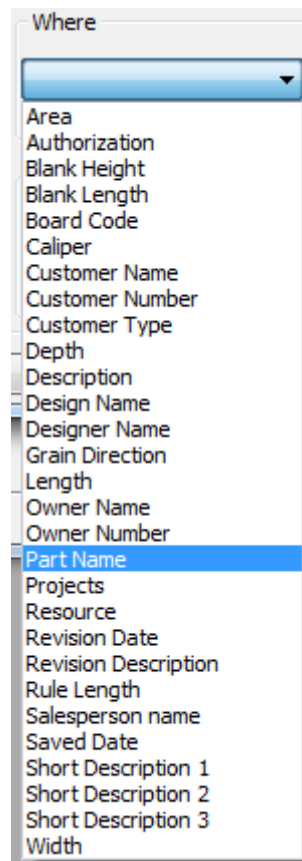 Where
Area
Authorization
Blank Height
Blank Length
Board Code
Caliper
Customer Name
Customer Number
Customer Type
Depth
Description
Design Name
Designer Name
Grain Direction
Length
Owner Name
Owner Number
Part Name
Projects
Resource
Revision Date
Revision Description
Rule Length
Salesperson name
Saved Date
Short Description 1
Short Description 2
Short Description 3
Width